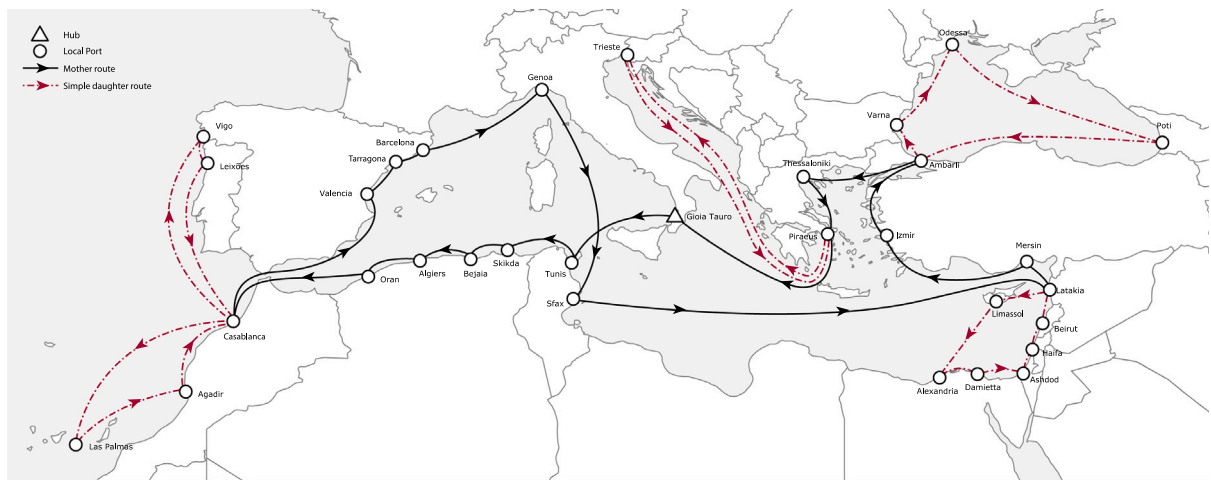 Hub
Local Port
Mother route
Simple daughter route
Odessa
Trieste
Genoa
Varna
Vigo
Poti
Barcelona
Tarragona
Leixões
Thessaloniki
Ambarli
Valencia
Gioia Tauro
Piraeus
Izmir
Mersin
Skikda
Algiers
Bejaia
Tunis
Oran
Latakia
Sfax
Limassol
Beirut
Casablanca
Haifa
Ashdod
Damietta
Alexandria
Agadir
Las Palmas